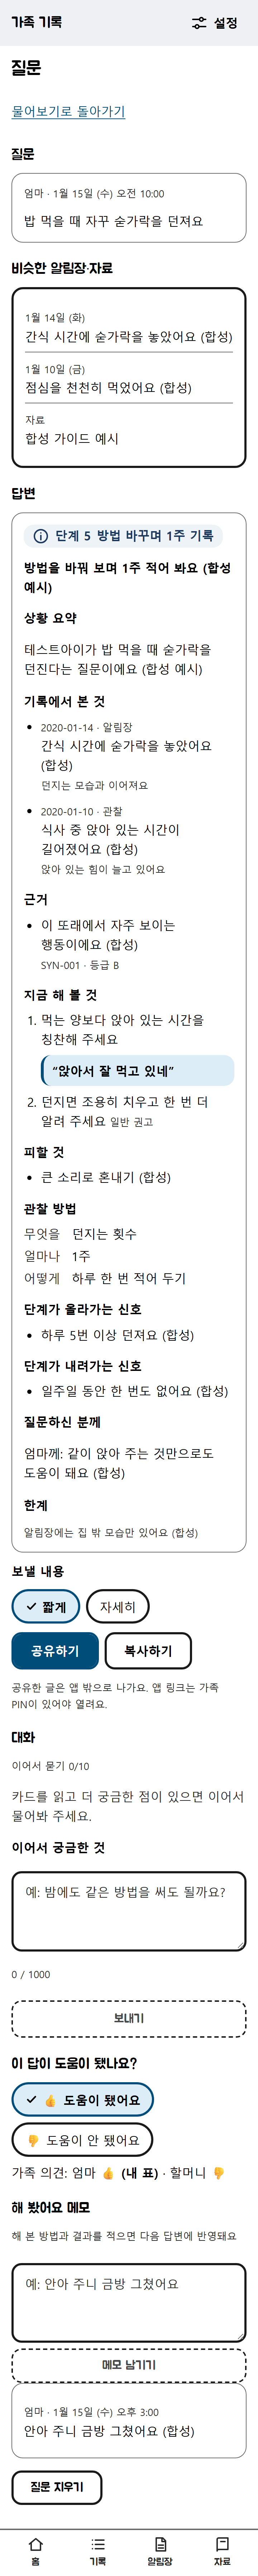 가족 기록
설정
질문
물어보기로 돌아가기
질문
엄마 · 1월 15일 (수) 오전 10:00
밥 먹을 때 자꾸 숟가락을 던져요
비슷한 알림장·자료
1월 14일 (화)
간식 시간에 숟가락을 놓았어요 (합성)
1월 10일 (금)
점심을 천천히 먹었어요 (합성)
자료
합성 가이드 예시
답변
단계 5 방법 바꾸며 1주 기록
방법을 바꿔 보며 1주 적어 봐요 (합성
예시)
상황 요약
테스트아이가 밥 먹을 때 숟가락을
던진다는 질문이에요 (합성 예시)
기록에서 본 것
• 2020-01-14 · 알림장
간식 시간에 숟가락을 놓았어요
(합성)
던지는 모습과 이어져요
• 2020-01-10 · 관찰
식사 중 앉아 있는 시간이
길어졌어요 (합성)
앉아 있는 힘이 늘고 있어요
근거
• 이 또래에서 자주 보이는
행동이에요 (합성)
SYN-001 · 등급 B
지금 해 볼 것
1. 먹는 양보다 앉아 있는 시간을
칭찬해 주세요
“앉아서 잘 먹고 있네”
2. 던지면 조용히 치우고 한 번 더
알려 주세요 일반 권고
피할 것
• 큰 소리로 혼내기 (합성)
관찰 방법
무엇을 던지는 횟수
얼마나 1주
어떻게 하루 한 번 적어 두기
단계가 올라가는 신호
• 하루 5번 이상 던져요 (합성)
단계가 내려가는 신호
• 일주일 동안 한 번도 없어요 (합성)
질문하신 분께
엄마께: 같이 앉아 주는 것만으로도
도움이 돼요 (합성)
한계
알림장에는 집 밖 모습만 있어요 (합성)
보낼 내용
짧게
자세히
공유하기
복사하기
공유한 글은 앱 밖으로 나가요. 앱 링크는 가족
PIN이 있어야 열려요.
대화
이어서 묻기 0/10
카드를 읽고 더 궁금한 점이 있으면 이어서
물어봐 주세요.
이어서 궁금한 것
예: 밤에도 같은 방법을 써도 될까요?
0 / 1000
보내기
이 답이 도움이 됐나요?
👍 도움이 됐어요
👎 도움이 안 됐어요
가족 의견: 엄마 👍 (내 표) · 할머니 👎
해 봤어요 메모
해 본 방법과 결과를 적으면 다음 답변에 반영돼요
예: 안아 주니 금방 그쳤어요
메모 남기기
엄마 · 1월 15일 (수) 오후 3:00
안아 주니 금방 그쳤어요 (합성)
질문 지우기
홈
기록
알림장
자료